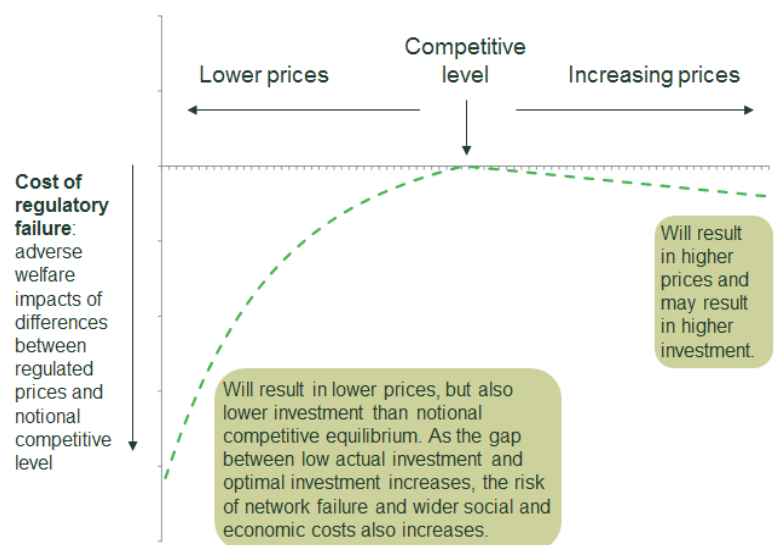 Competitive
level
Lower prices
Increasing prices
Cost of
regulatory
failure:
adverse
welfare
impacts of
differences
between
regulated
prices and
notional
competitive
level
Will result
in higher
prices and
may result
in higher
investment.
Will result in lower prices, but also
lower investment than notional
competitive equilibrium. As the gap
between low actual investment and
optimal investment increases, the risk
of network failure and wider social and
economic costs also increases.